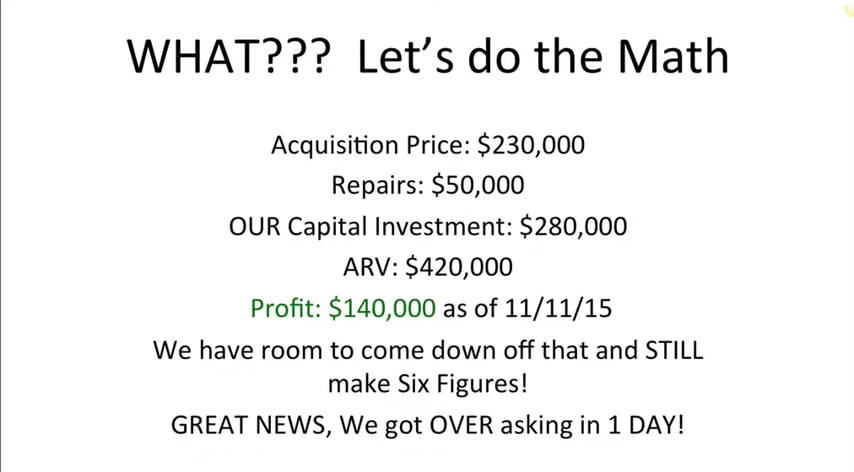 WHAT??? Let’s do the Math
Acquisition Price: $230,000
Repairs: $50,000
OUR Capital Investment: $280,000
ARV: $420,000
Profit: $140,000 as of 11/11/15
We have room to come down off that and STILL
make Six Figures!
GREAT NEWS, We got OVER asking in 1 DAY!